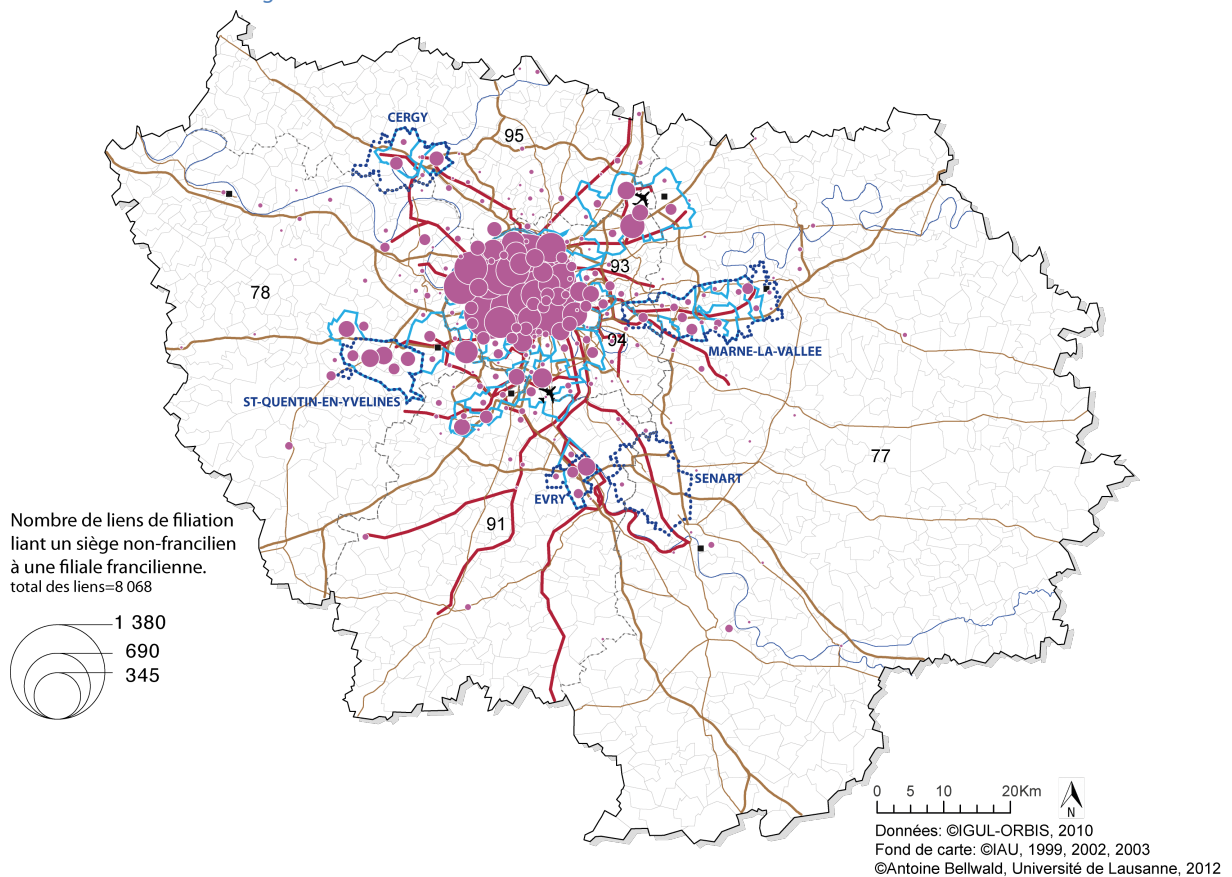 CERGY
95
93
78
94
MARNE-LA-VALLEE
ST-QUENTIN-EN-YVELINES
77
SENART
EVRY
91
Nombre de liens de filiation
liant un siège non-francilien
à une filiale francilienne.
total des liens=8 068
1 380
690
345
0 5 10 20Km
N
Données: ©IGUL-ORBIS, 2010
Fond de carte: ©IAU, 1999, 2002, 2003
©Antoine Bellwald, Université de Lausanne, 2012